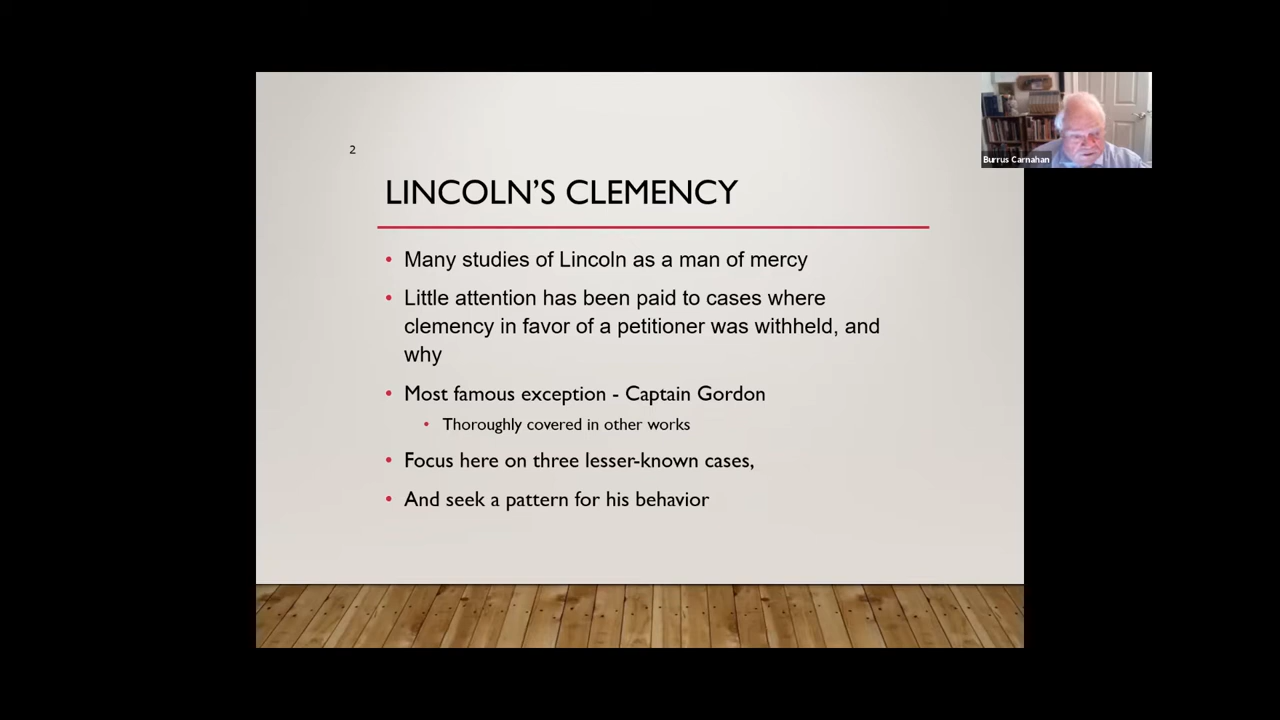 2
LINCOLN’S CLEMENCY
• Many studies of Lincoln as a man of mercy
• Little attention has been paid to cases where
clemency in favor of a petitioner was withheld, and
why
• Most famous exception - Captain Gordon
• Thoroughly covered in other works
• Focus here on three lesser-known cases,
• And seek a pattern for his behavior
Burrus Carnahan